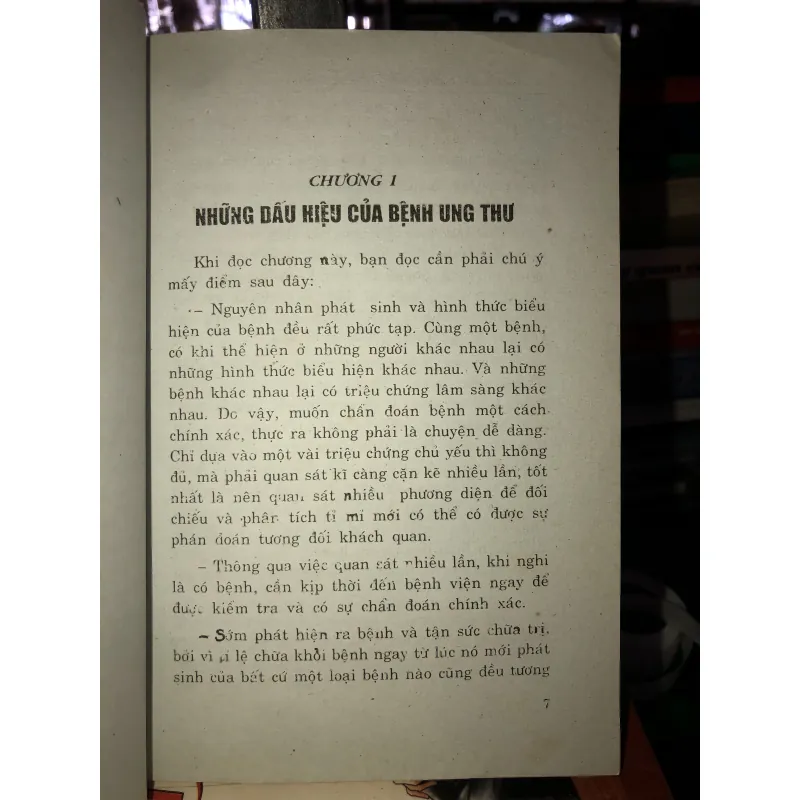 CHƯƠNG I
NHỮNG DẤU HIỆU CỦA BỆNH UNG THƯ
Khi đọc chương này, bạn đọc cần phải chú ý
mấy điểm sau đây:
– Nguyên nhân phát sinh và hình thức biểu
hiện của bệnh đều rất phức tạp. Cùng một bệnh,
có khi thể hiện ở những người khác nhau lại có
những hình thức biểu hiện khác nhau. Và những
bệnh khác nhau lại có triệu chứng lâm sàng khác
nhau. Do vậy, muốn chẩn đoán bệnh một cách
chính xác, thực ra không phải là chuyện dễ dàng.
Chỉ dựa vào một vài triệu chứng chủ yếu thì không
đủ, mà phải quan sát kĩ càng cặn kẽ nhiều lần, tốt
nhất là nên quan sát nhiều phương diện để đối
chiếu và phân tích tỉ mỉ mới có thể có được sự
phán đoán tương đối khách quan.
– Thông qua việc quan sát nhiều lần, khi nghi
là có bệnh, cần kịp thời đến bệnh viện ngay để
được kiểm tra và có sự chẩn đoán chính xác.
– Sớm phát hiện ra bệnh và tận sức chữa trị,
bởi vì tỉ lệ chữa khỏi bệnh ngay từ lúc nó mới phát
sinh của bất cứ một loại bệnh nào cũng đều tương
7